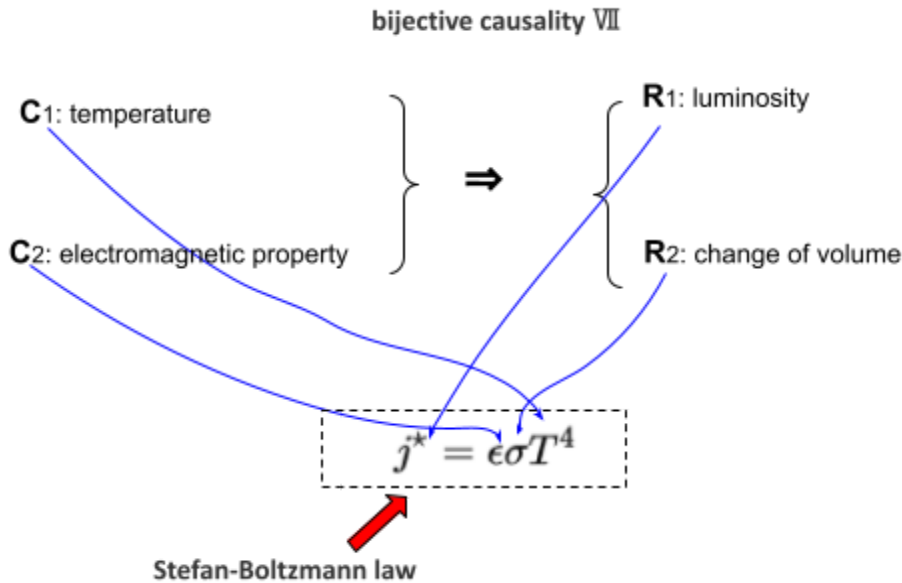 bijective causality Ⅶ
C1: temperature
R1: luminosity
⇒
C2: electromagnetic property
R2: change of volume
j⋆ = ϵσT⁴
Stefan-Boltzmann law